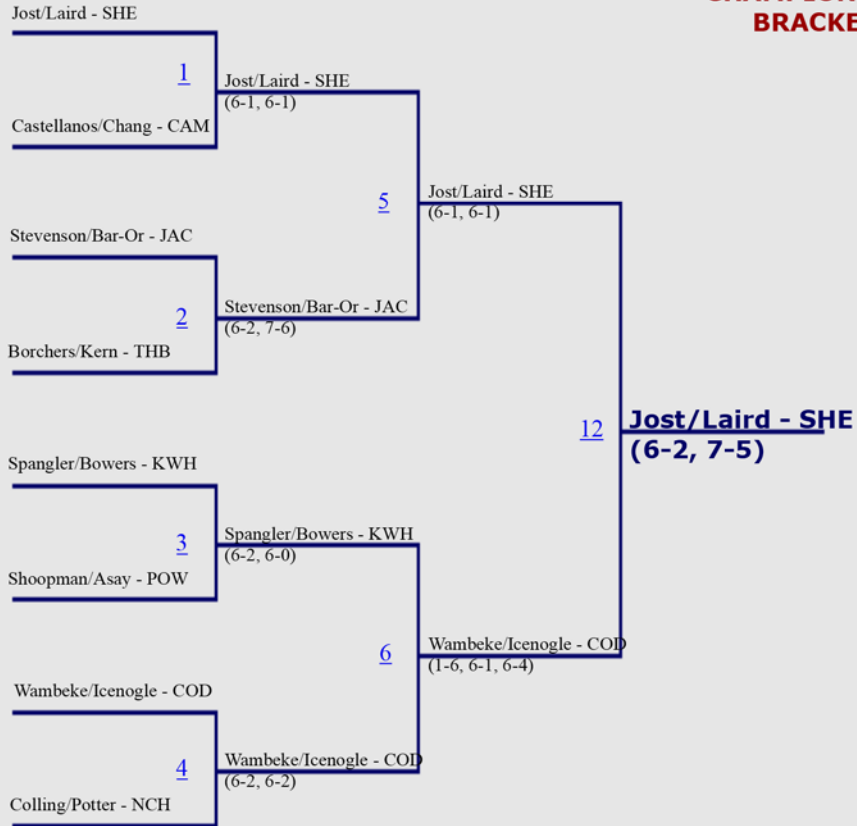 BRACKE
Jost/Laird - SHE
1
Jost/Laird - SHE
(6-1, 6-1)
Castellanos/Chang - CAM
5
Jost/Laird - SHE
(6-1, 6-1)
Stevenson/Bar-Or - JAC
2
Stevenson/Bar-Or - JAC
(6-2, 7-6)
Borchers/Kern - THB
12
Jost/Laird - SHE
(6-2, 7-5)
Spangler/Bowers - KWH
3
Spangler/Bowers - KWH
(6-2, 6-0)
Shoopman/Asay - POW
6
Wambeke/Icenogle - COD
(1-6, 6-1, 6-4)
Wambeke/Icenogle - COD
4
Wambeke/Icenogle - COD
(6-2, 6-2)
Colling/Potter - NCH